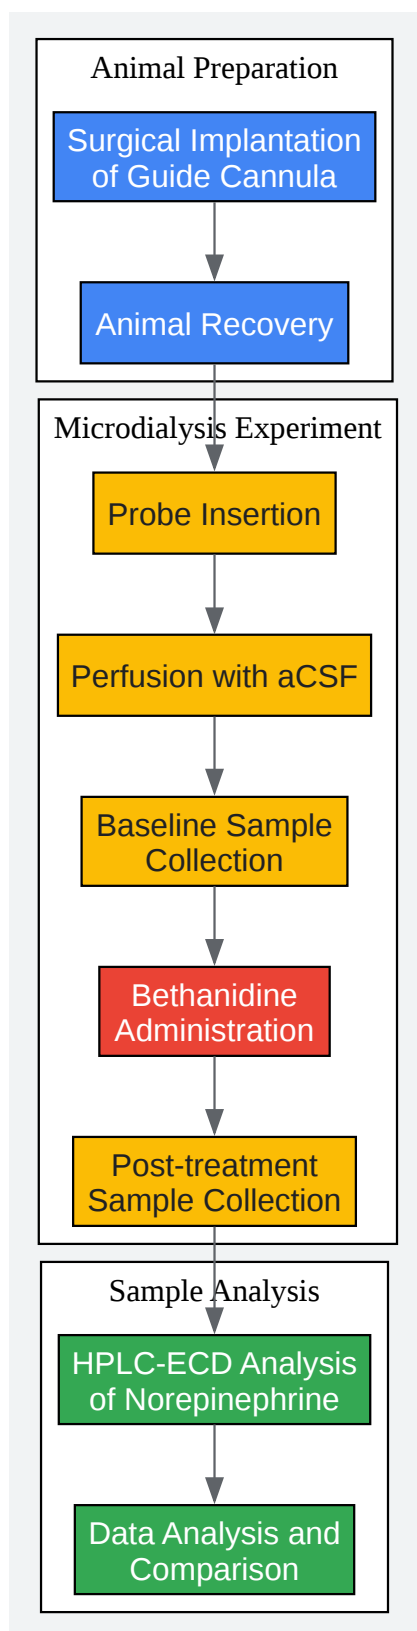 Animal Preparation
Surgical Implantation
of Guide Cannula
Animal Recovery
Microdialysis Experiment
Probe Insertion
Perfusion with aCSF
Baseline Sample
Collection
Bethanidine
Administration
Post-treatment
Sample Collection
Sample Analysis
HPLC-ECD Analysis
of Norepinephrine
Data Analysis and
Comparison